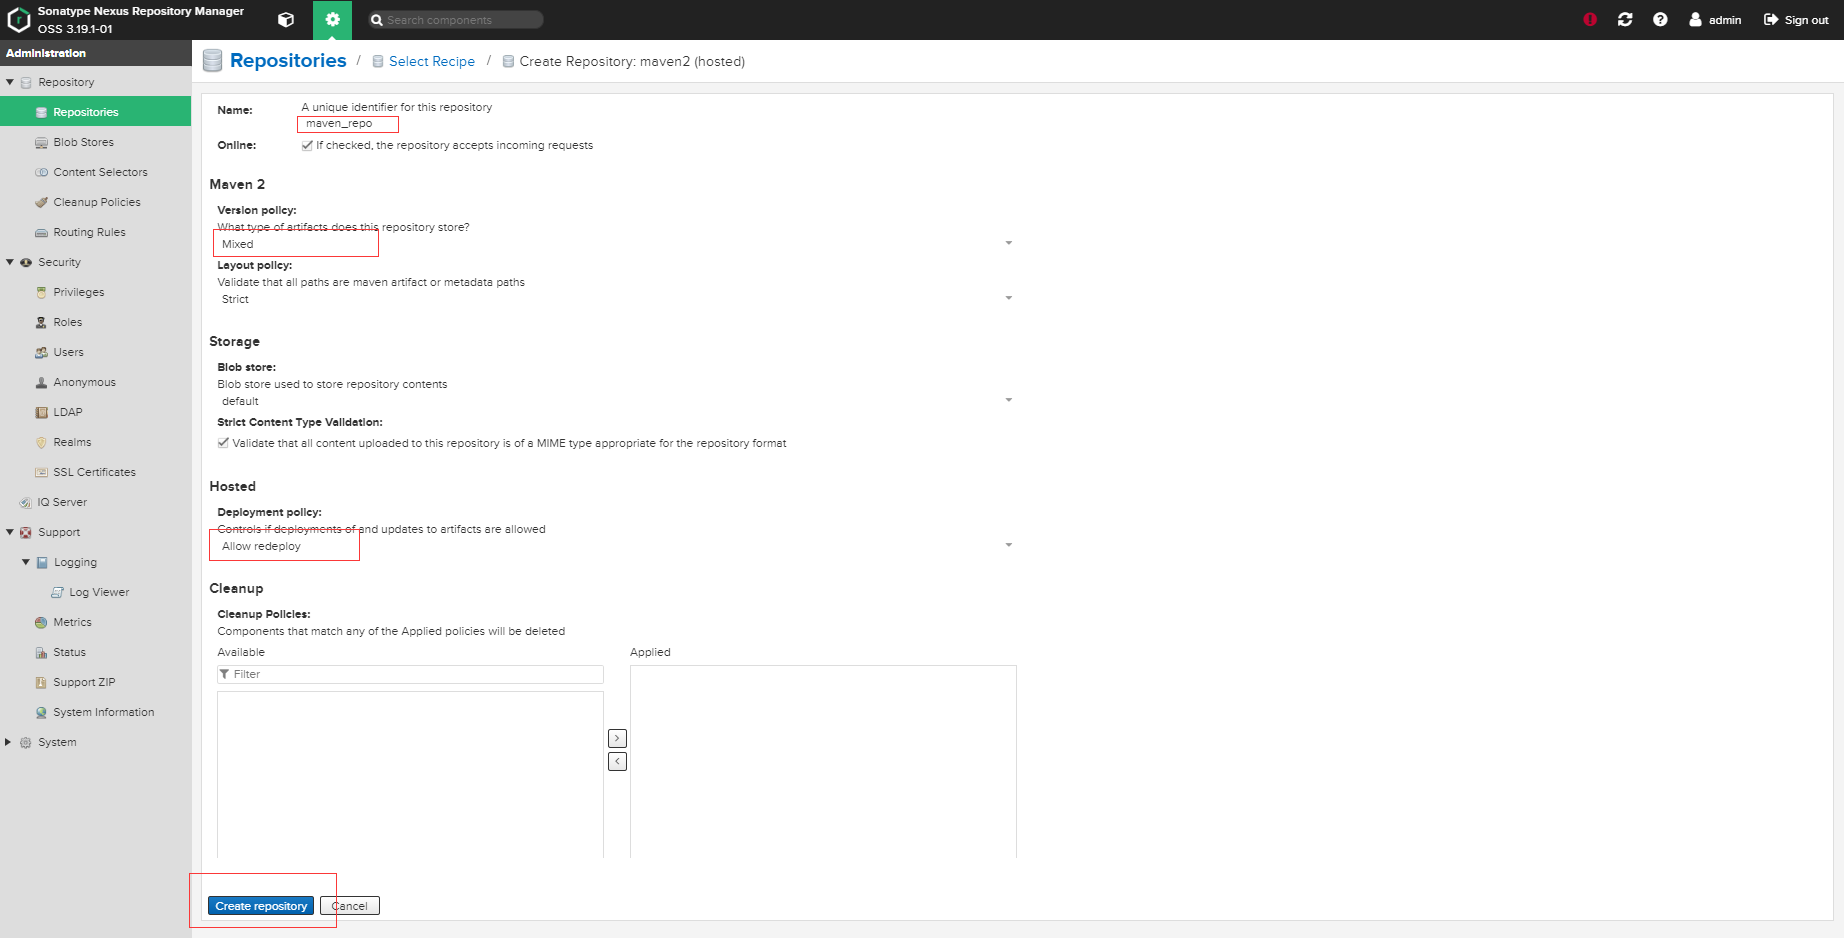 Sonatype Nexus Repository Manager
OSS 3.19.1-01
Search components
admin
Sign out
Administration
Repository
Repositories
Blob Stores
Content Selectors
Cleanup Policies
Routing Rules
Security
Privileges
Roles
Users
Anonymous
LDAP
Realms
SSL Certificates
IQ Server
Support
Logging
Log Viewer
Metrics
Status
Support ZIP
System Information
System
Repositories / Select Recipe / Create Repository: maven2 (hosted)
Name: A unique identifier for this repository
maven_repo
Online: If checked, the repository accepts incoming requests
Maven 2
Version policy:
What type of artifacts does this repository store?
Mixed
Layout policy:
Validate that all paths are maven artifact or metadata paths
Strict
Storage
Blob store:
Blob store used to store repository contents
default
Strict Content Type Validation:
Validate that all content uploaded to this repository is of a MIME type appropriate for the repository format
Hosted
Deployment policy:
Controls if deployments of and updates to artifacts are allowed
Allow redeploy
Cleanup
Cleanup Policies:
Components that match any of the Applied policies will be deleted
Available Applied
Filter
Create repository Cancel